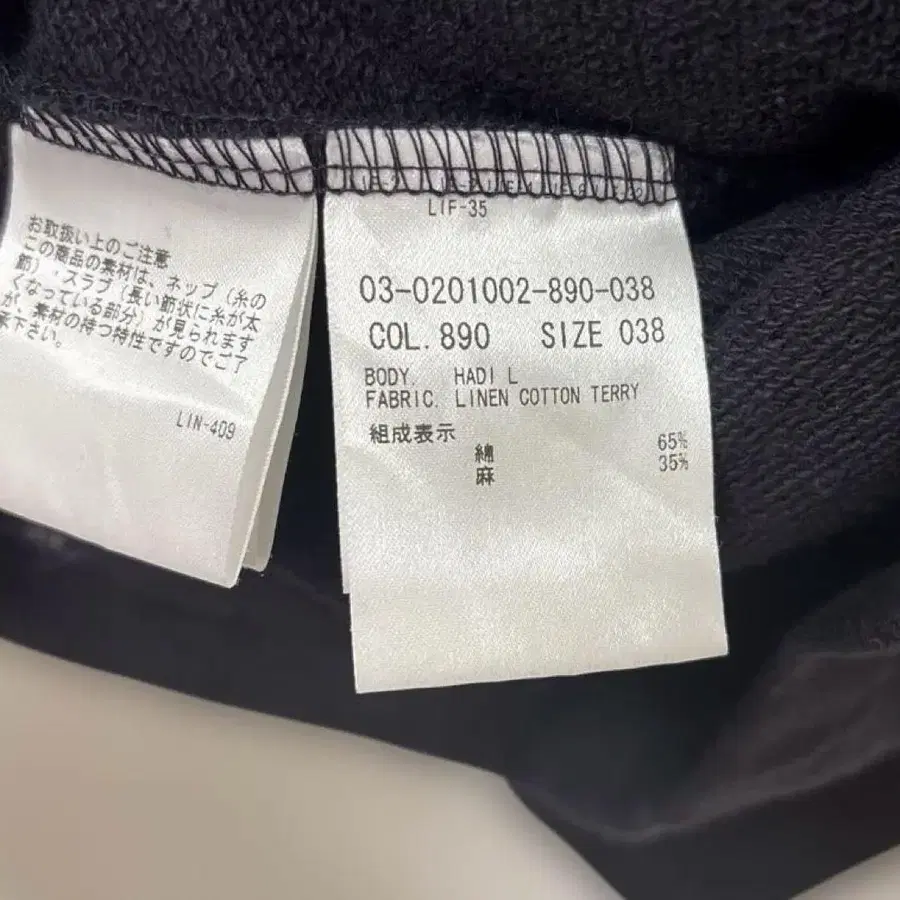 お取扱い上のご注意
この商品の素材は、ネップ（糸の
節）・スラブ（長い節状に糸が太
くなっている部分）が見られます
が、素材の持つ特性ですのでご了
承下さい。
LIN-409
LIF-35
03-0201002-890-038
COL. 890 SIZE 038
BODY. HADI L
FABRIC. LINEN COTTON TERRY
組成表示
綿 65%
麻 35%